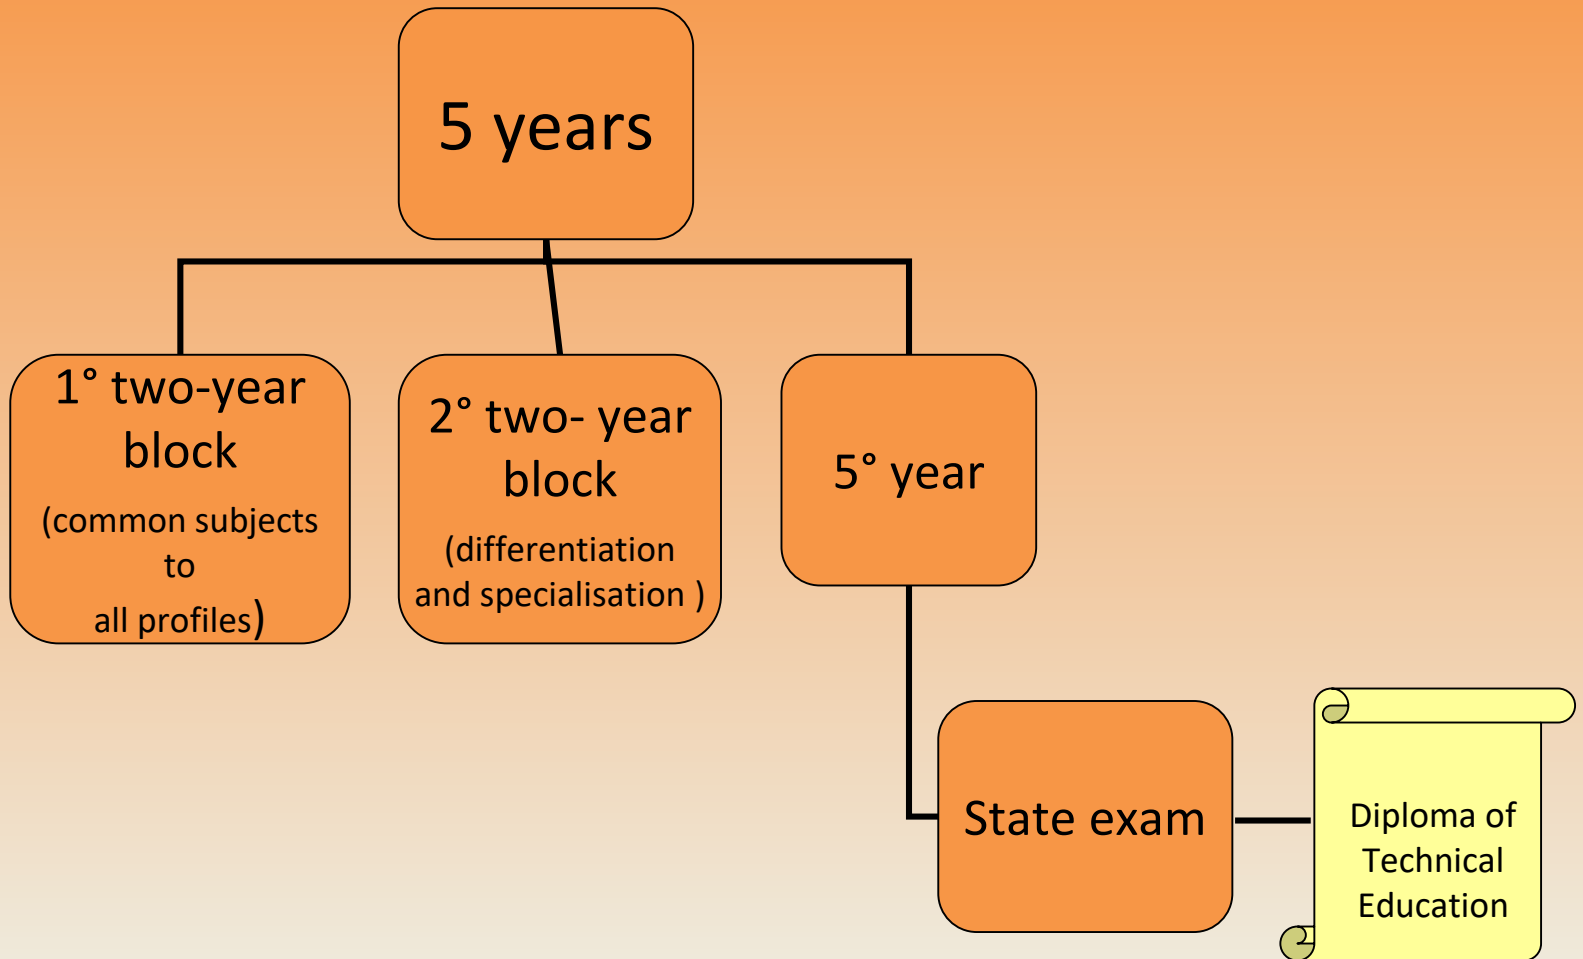 5 years
1° two-year
block
(common subjects
to
all profiles)
2° two- year
block
(differentiation
and specialisation )
5° year
State exam
Diploma of
Technical
Education